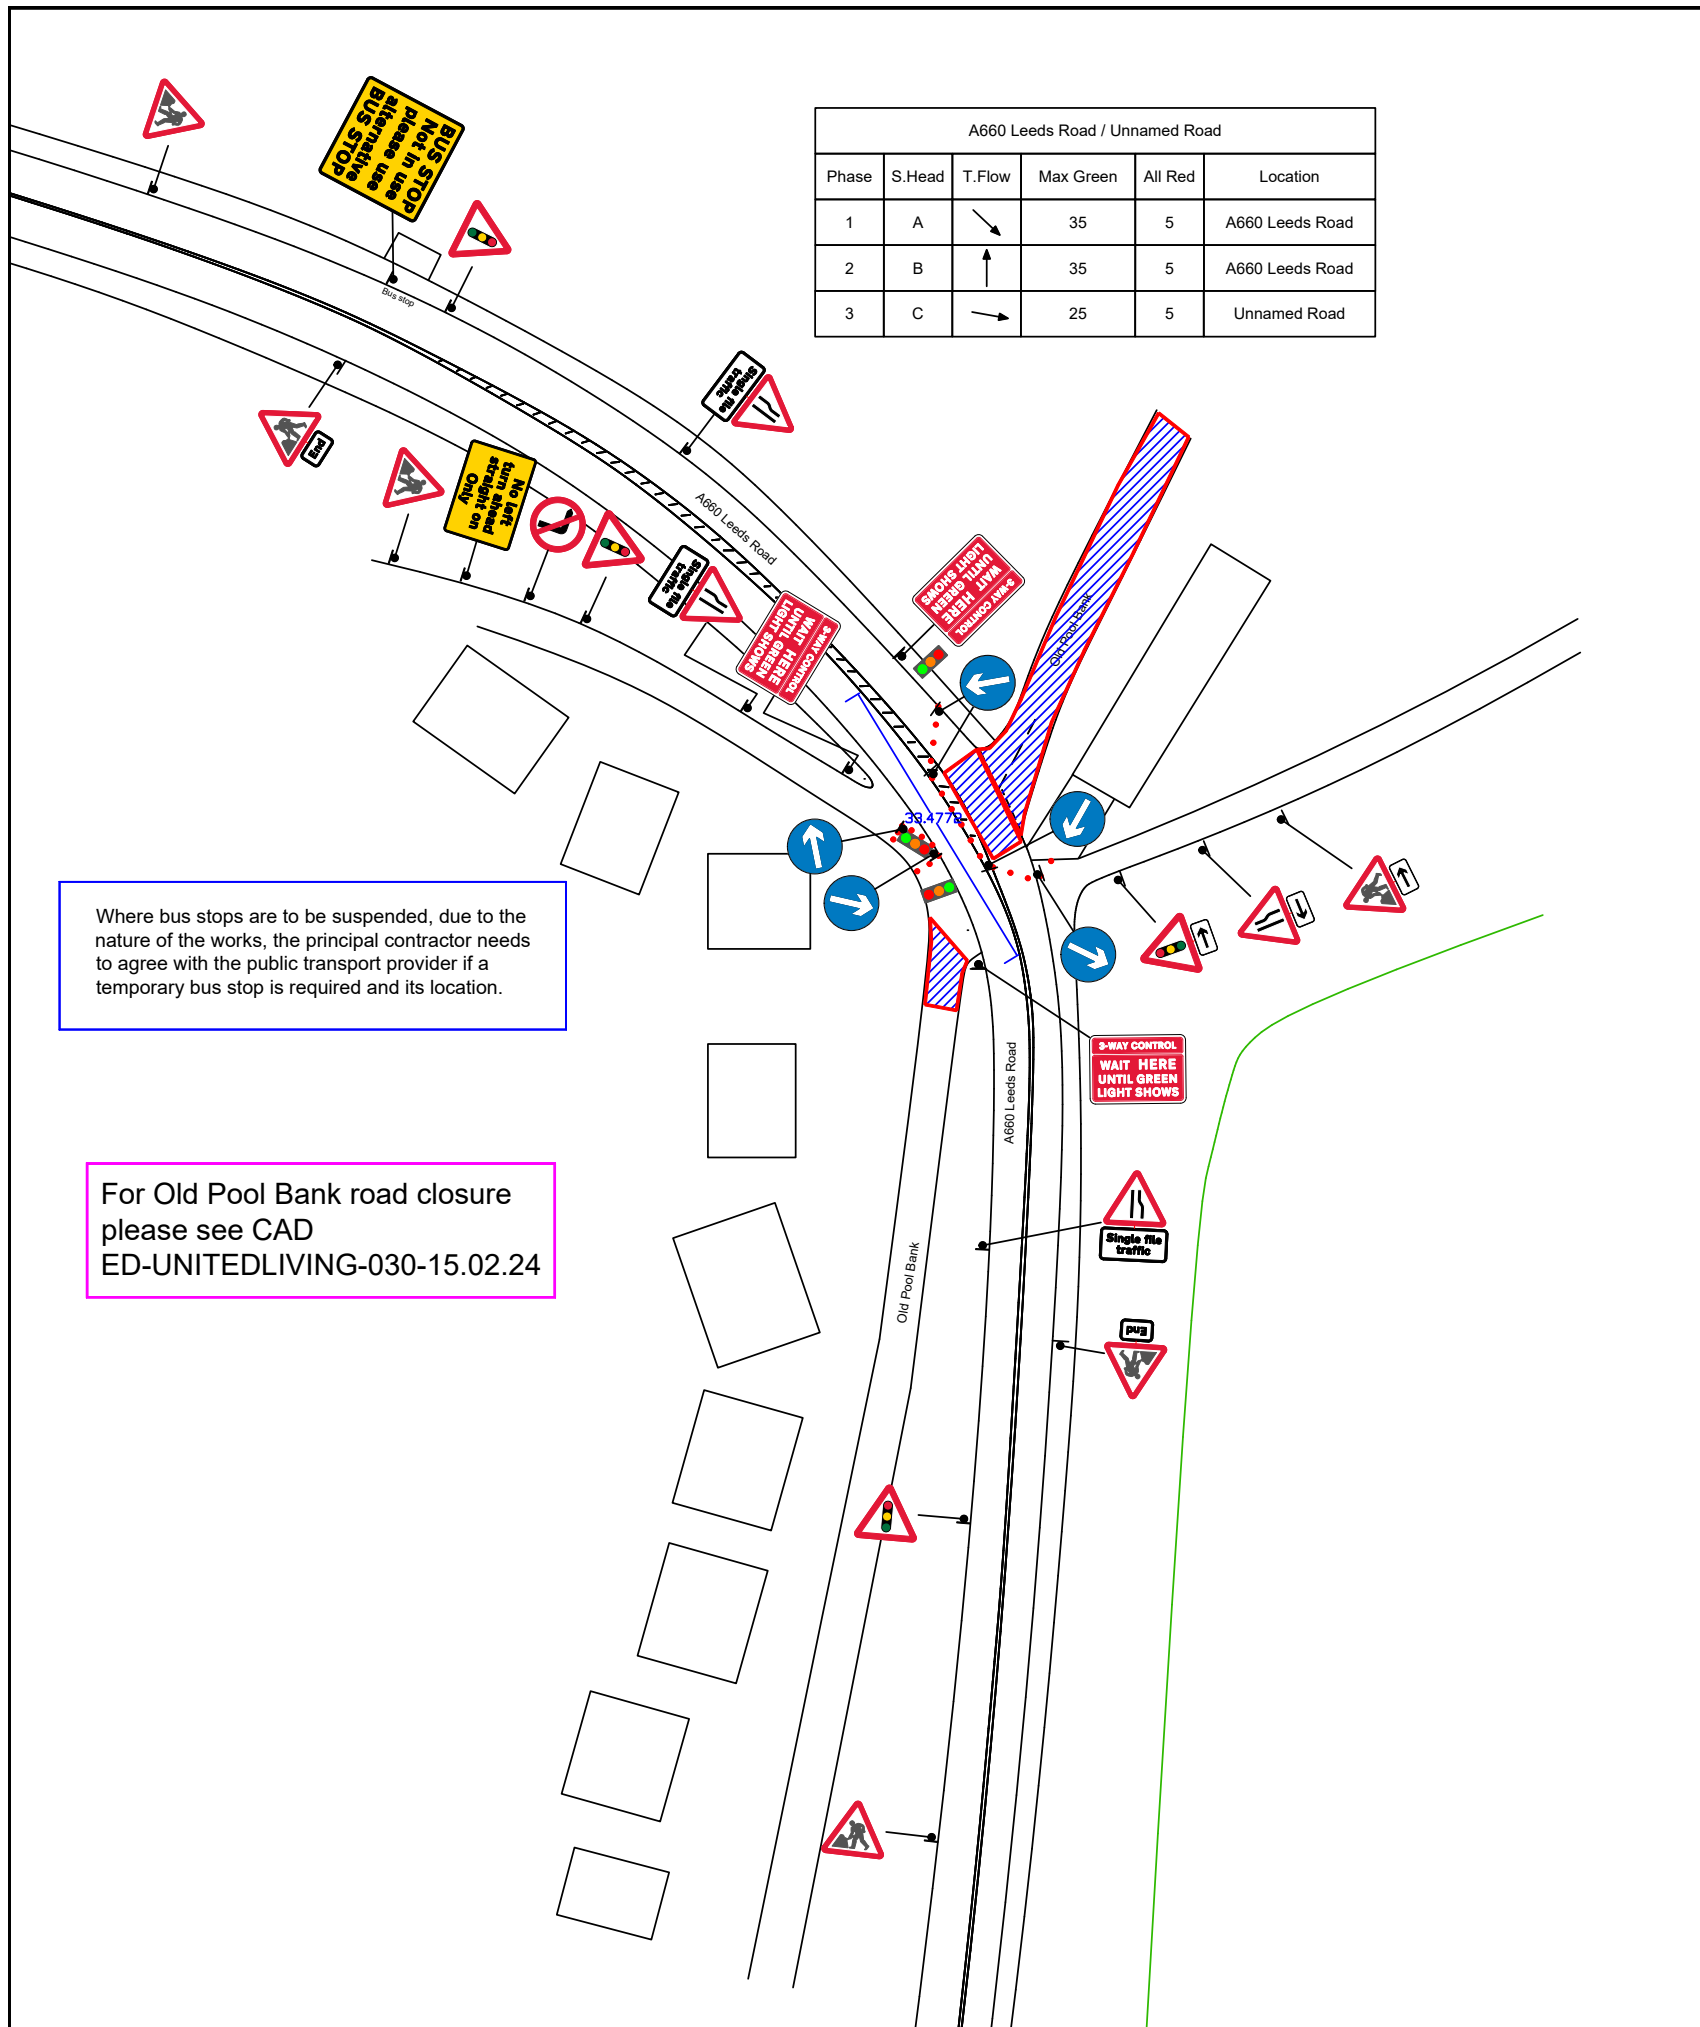 BUS STOP
Not in use
please use
alternative
BUS STOP
Bus stop
A660 Leeds Road / Unnamed Road
Phase S.Head T.Flow Max Green All Red Location
1 A 35 5 A660 Leeds Road
2 B 35 5 A660 Leeds Road
3 C 25 5 Unnamed Road
Single file
traffic
End
No left
turn ahead
straight on
Only
A660 Leeds Road
Single file
traffic
3-WAY CONTROL
WAIT HERE
UNTIL GREEN
LIGHT SHOWS
3-WAY CONTROL
WAIT HERE
UNTIL GREEN
LIGHT SHOWS
Old Pool Bank
33.4772
Where bus stops are to be suspended, due to the
nature of the works, the principal contractor needs
to agree with the public transport provider if a
temporary bus stop is required and its location.
3-WAY CONTROL
WAIT HERE
UNTIL GREEN
LIGHT SHOWS
A660 Leeds Road
For Old Pool Bank road closure
please see CAD
ED-UNITEDLIVING-030-15.02.24
Single file
traffic
Old Pool Bank
End